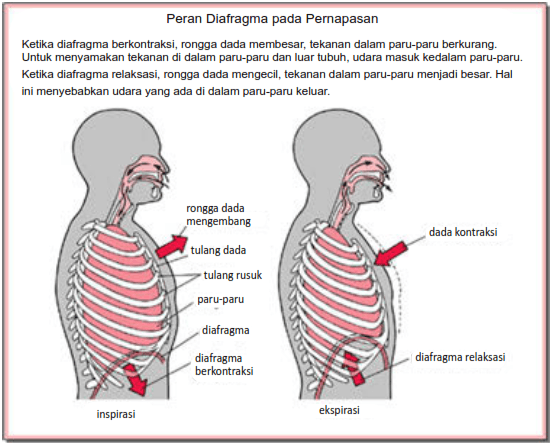 Peran Diafragma pada Pernapasan
Ketika diafragma berkontraksi, rongga dada membesar, tekanan dalam paru-paru berkurang.
Untuk menyamakan tekanan di dalam paru-paru dan luar tubuh, udara masuk kedalam paru-paru.
Ketika diafragma relaksasi, rongga dada mengecil, tekanan dalam paru-paru menjadi besar. Hal
ini menyebabkan udara yang ada di dalam paru-paru keluar.
rongga dada
mengembang
tulang dada
tulang rusuk
paru-paru
diafragma
diafragma
berkontraksi
inspirasi
dada kontraksi
diafragma relaksasi
ekspirasi